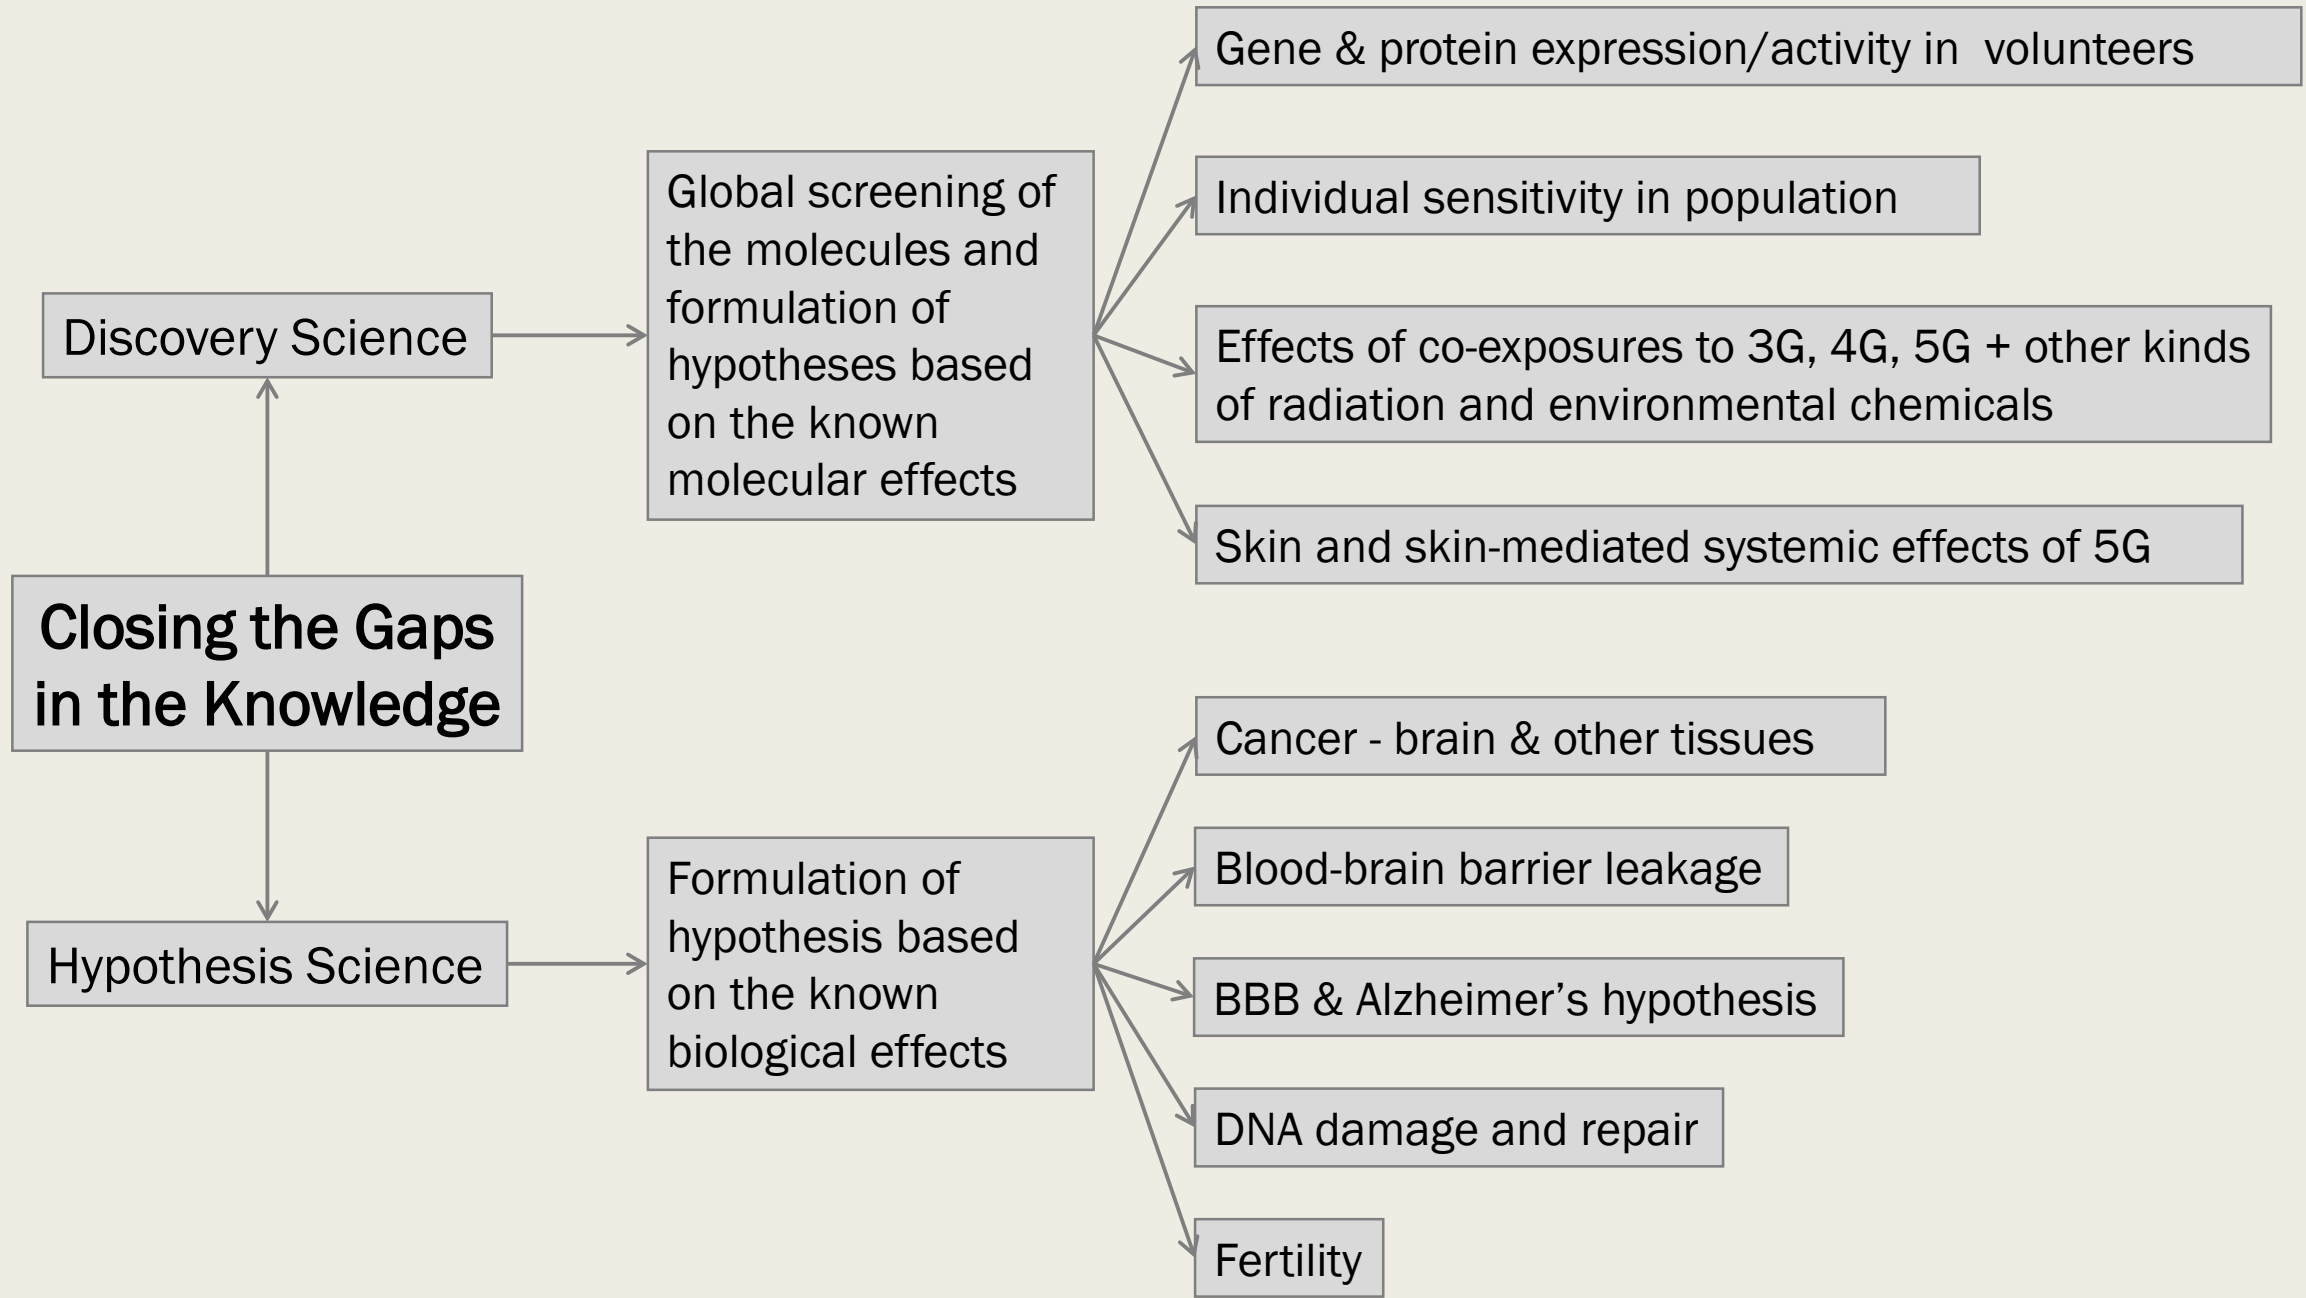 Gene & protein expression/activity in  volunteers
Global screening of
the molecules and
formulation of
hypotheses based
on the known
molecular effects
Individual sensitivity in population
Discovery Science
Effects of co-exposures to 3G, 4G, 5G + other kinds
of radiation and environmental chemicals
Skin and skin-mediated systemic effects of 5G
Closing the Gaps
in the Knowledge
Cancer - brain & other tissues
Hypothesis Science
Formulation of
hypothesis based
on the known
biological effects
Blood-brain barrier leakage
BBB & Alzheimer’s hypothesis
DNA damage and repair
Fertility